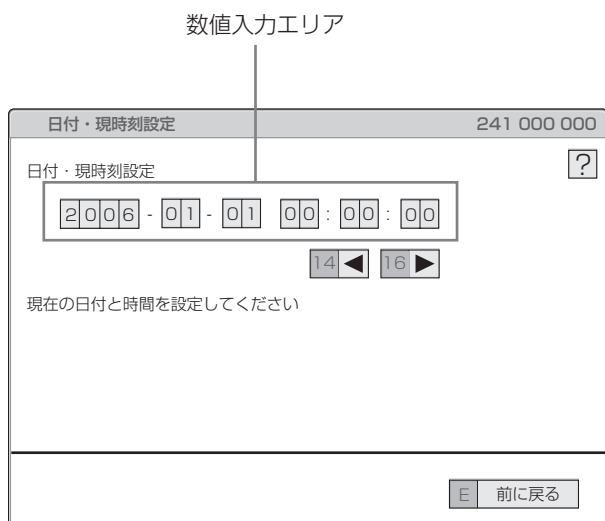 数値入力エリア
日付・現時刻設定 241 000 000
日付・現時刻設定 ?
2006 - 01 - 01 00 : 00 : 00
14 ◀ 16 ▶
現在の日付と時間を設定してください
E 前に戻る